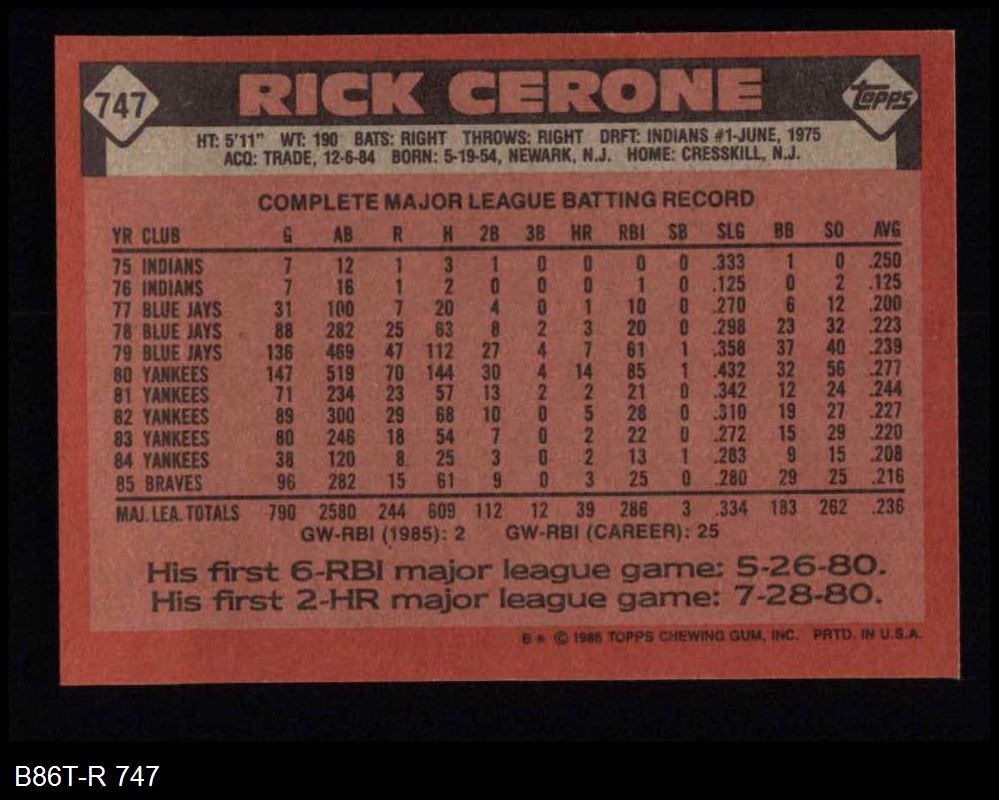 747
RICK CERONE
topps
HT: 5'11" WT: 190 BATS: RIGHT THROWS: RIGHT DRFT: INDIANS #1-JUNE, 1975
ACQ: TRADE, 12-6-84 BORN: 5-19-54, NEWARK, N.J. HOME: CRESSKILL, N.J.
COMPLETE MAJOR LEAGUE BATTING RECORD
YR CLUB G AB R H 2B 3B HR RBI SB SLG BB SO AVG
75 INDIANS 7 12 1 3 1 0 0 0 0 .333 1 0 .250
76 INDIANS 7 16 1 2 0 0 0 1 0 .125 0 2 .125
77 BLUE JAYS 31 100 7 20 4 0 1 10 0 .270 6 12 .200
78 BLUE JAYS 88 282 25 63 8 2 3 20 0 .298 23 32 .223
79 BLUE JAYS 136 469 47 112 27 4 7 61 1 .358 37 40 .239
80 YANKEES 147 519 70 144 30 4 14 85 1 .432 32 56 .277
81 YANKEES 71 234 23 57 13 2 2 21 0 .342 12 24 .244
82 YANKEES 89 300 29 68 10 0 5 28 0 .310 19 27 .227
83 YANKEES 80 246 18 54 7 0 2 22 0 .272 15 29 .220
84 YANKEES 38 120 8 25 3 0 2 13 1 .283 9 15 .208
85 BRAVES 96 282 15 61 9 0 3 25 0 .280 29 25 .216
MAJ. LEA. TOTALS 790 2580 244 609 112 12 39 286 3 .334 183 262 .236
GW-RBI (1985): 2 GW-RBI (CAREER): 25
His first 6-RBI major league game: 5-26-80.
His first 2-HR major league game: 7-28-80.
B * © 1986 TOPPS CHEWING GUM, INC. PRTD. IN U.S.A.
B86T-R 747